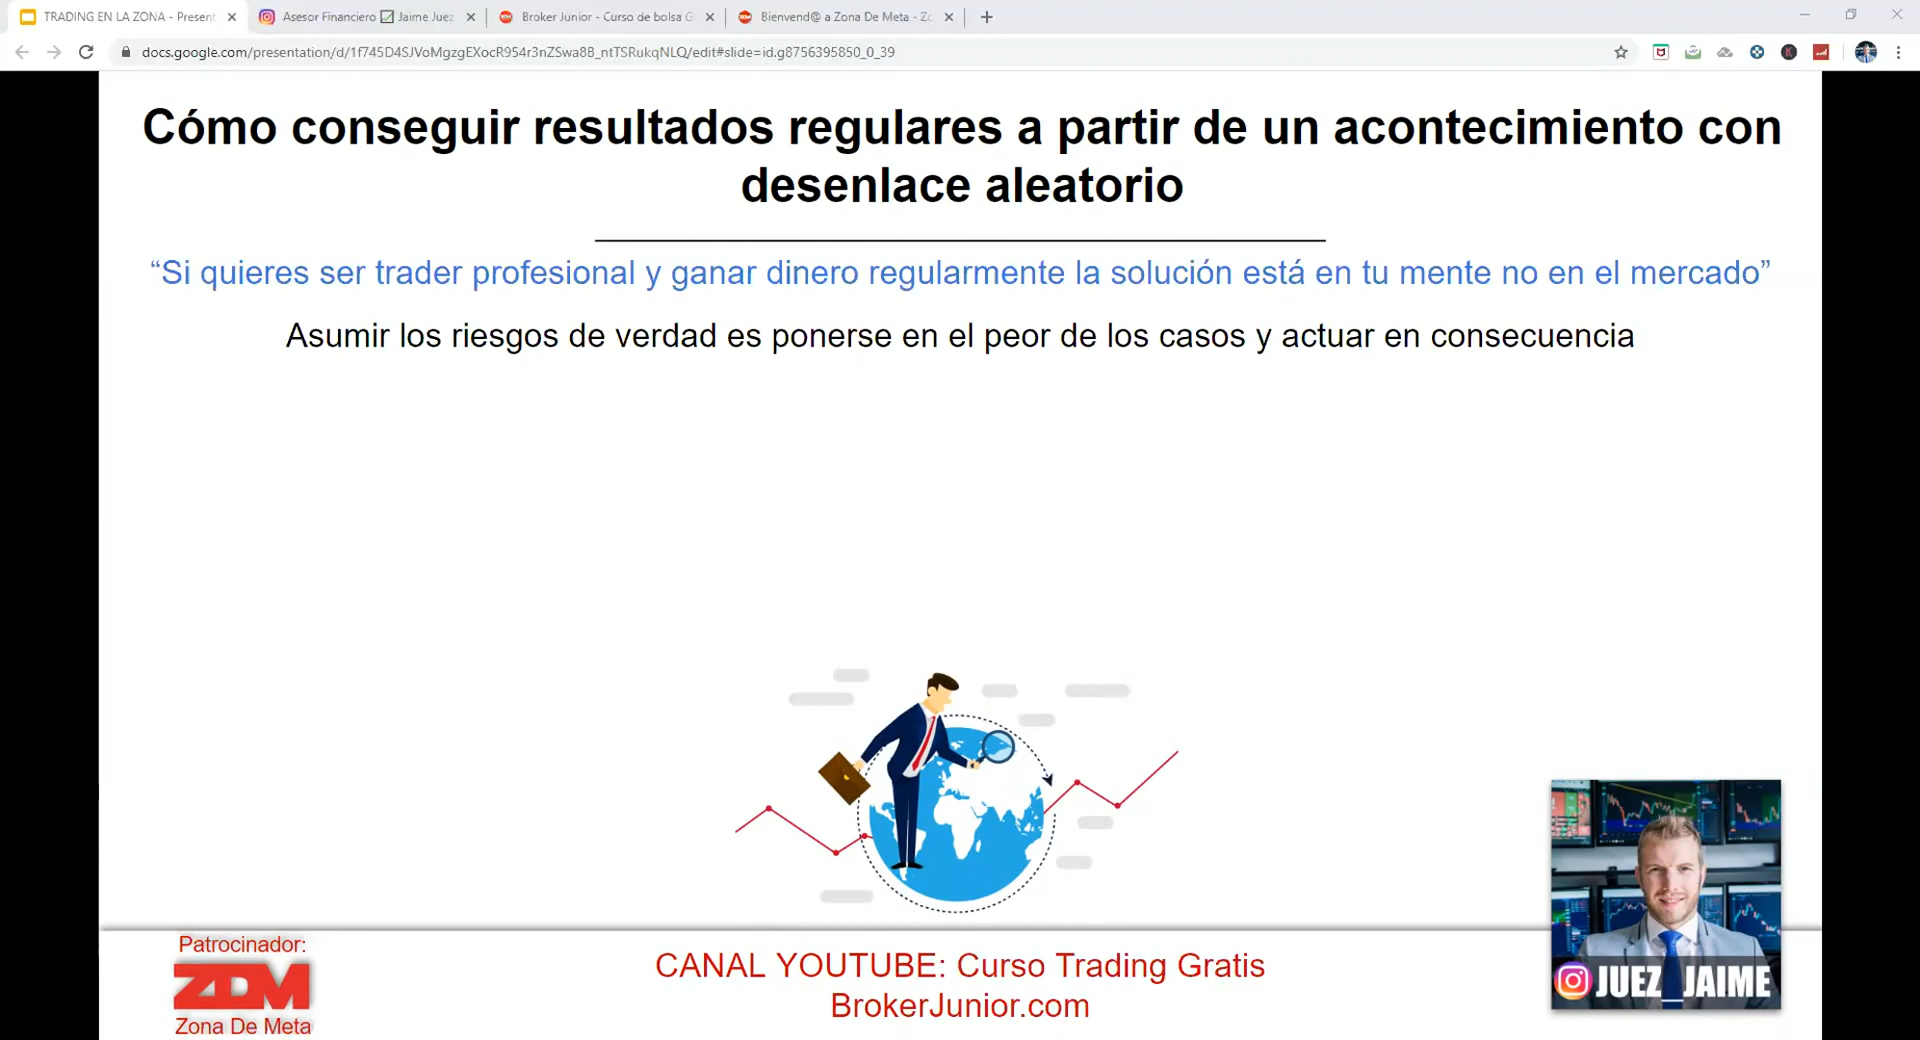 TRADING EN LA ZONA - Present
Asesor Financiero ✅ Jaime Juez
Broker Junior - Curso de bolsa G
Bienvend@ a Zona De Meta - Zo
docs.google.com/presentation/d/1f745D4SJVoMgzgEXocR954r3nZSwa8B_ntTSRukqNLQ/edit#slide=id.g8756395850_0_39
Cómo conseguir resultados regulares a partir de un acontecimiento con
desenlace aleatorio
“Si quieres ser trader profesional y ganar dinero regularmente la solución está en tu mente no en el mercado”
Asumir los riesgos de verdad es ponerse en el peor de los casos y actuar en consecuencia
Patrocinador:
ZDM
Zona De Meta
CANAL YOUTUBE: Curso Trading Gratis
BrokerJunior.com
JUEZ_JAIME